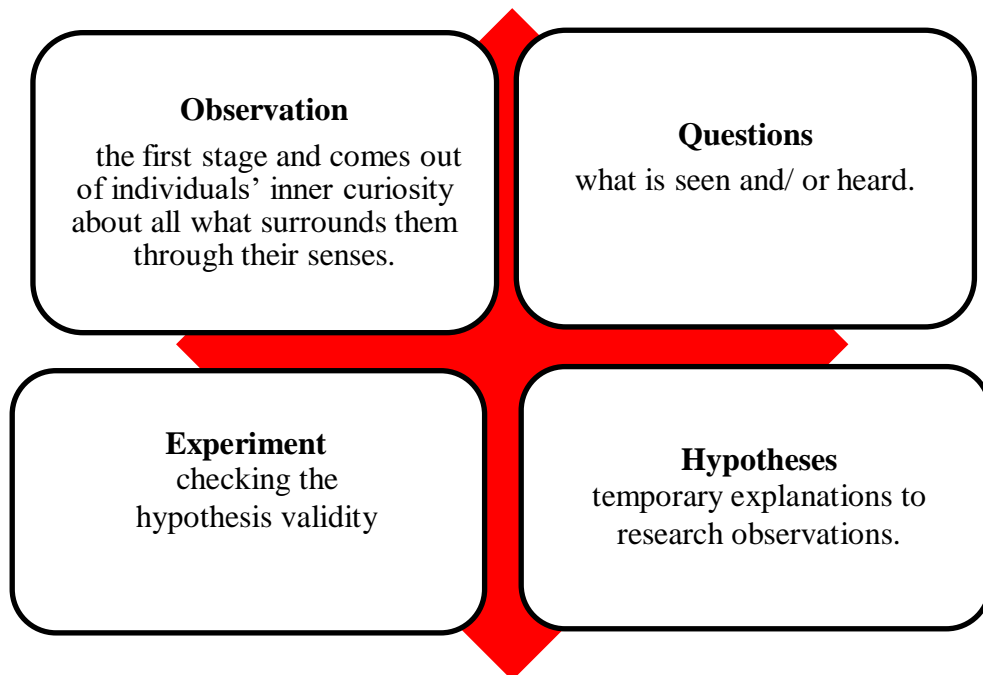 Observation
the first stage and comes out
of individuals’ inner curiosity
about all what surrounds them
through their senses.
Questions
what is seen and/ or heard.
Experiment
checking the
hypothesis validity
Hypotheses
temporary explanations to
research observations.